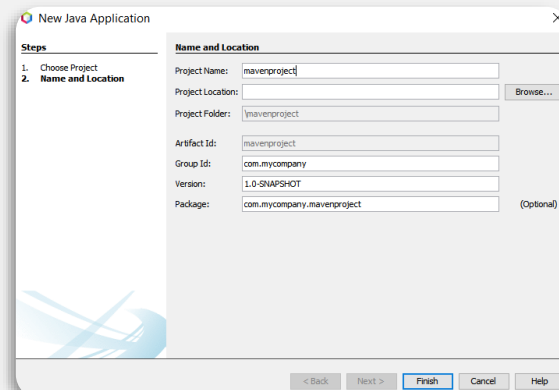 New Java Application
Steps
1. Choose Project
2. Name and Location
Name and Location
Project Name: mavenproject
Project Location: Browse...
Project Folder: \mavenproject
Artifact Id: mavenproject
Group Id: com.mycompany
Version: 1.0-SNAPSHOT
Package: com.mycompany.mavenproject (Optional)
< Back Next > Finish Cancel Help